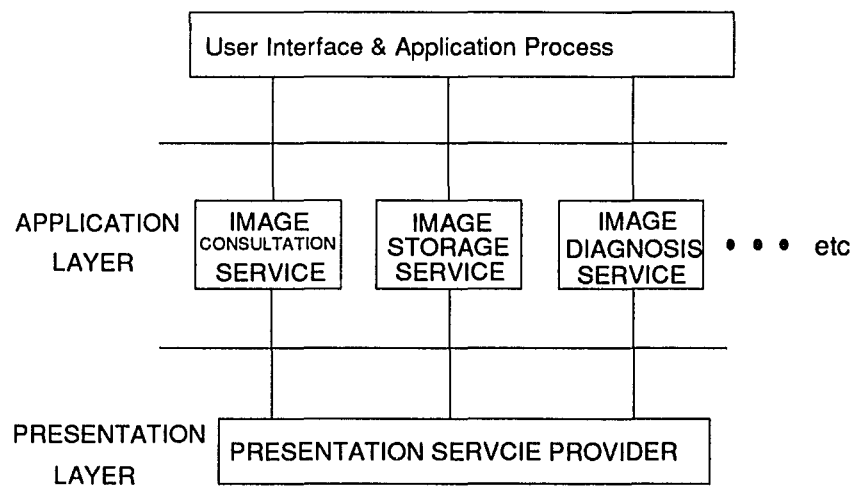 User Interface & Application Process
APPLICATION
LAYER
IMAGE
CONSULTATION
SERVICE
IMAGE
STORAGE
SERVICE
IMAGE
DIAGNOSIS
SERVICE
• • • etc
PRESENTATION
LAYER
PRESENTATION SERVCIE PROVIDER